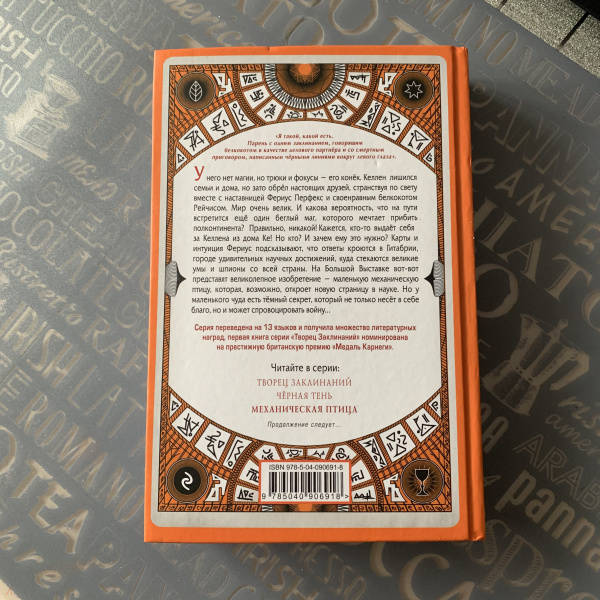 «Я такой, какой есть.
Парень с одним заклинанием, говорящим
белкокотом в качестве делового партнёра и со смертным
приговором, написанным чёрными линиями вокруг левого глаза».
У него нет магии, но трюки и фокусы – его конёк. Келлен лишился
семьи и дома, но зато обрёл настоящих друзей, странствуя по свету
вместе с наставницей Фериус Перфекс и своенравным белкокотом
Рейчисом. Мир очень велик. И какова вероятность, что на пути
встретится ещё один беглый маг, которого мечтает прибить
полконтинента? Правильно, никакой! Кажется, кто-то выдаёт себя
за Келлена из дома Ке! Но кто? И зачем ему это нужно? Карты и
интуиция Фериус подсказывают, что ответы кроются в Гитабрии,
городе удивительных научных достижений, куда стекаются великие
умы и шпионы со всей страны. На Большой Выставке вот-вот
представят великолепное изобретение – маленькую механическую
птицу, которая, возможно, откроет новую страницу в науке. Но у
маленького чуда есть тёмный секрет, который не только несёт в себе
благо, но и может спровоцировать войну...
Серия переведена на 13 языков и получила множество литературных
наград, первая книга серии «Творец Заклинаний» номинирована
на престижную британскую премию «Медаль Карнеги».
Читайте в серии:
ТВОРЕЦ ЗАКЛИНАНИЙ
ЧЁРНАЯ ТЕНЬ
МЕХАНИЧЕСКАЯ ПТИЦА
Продолжение следует...
ISBN 978-5-04-090691-8
9 785040 906918 >